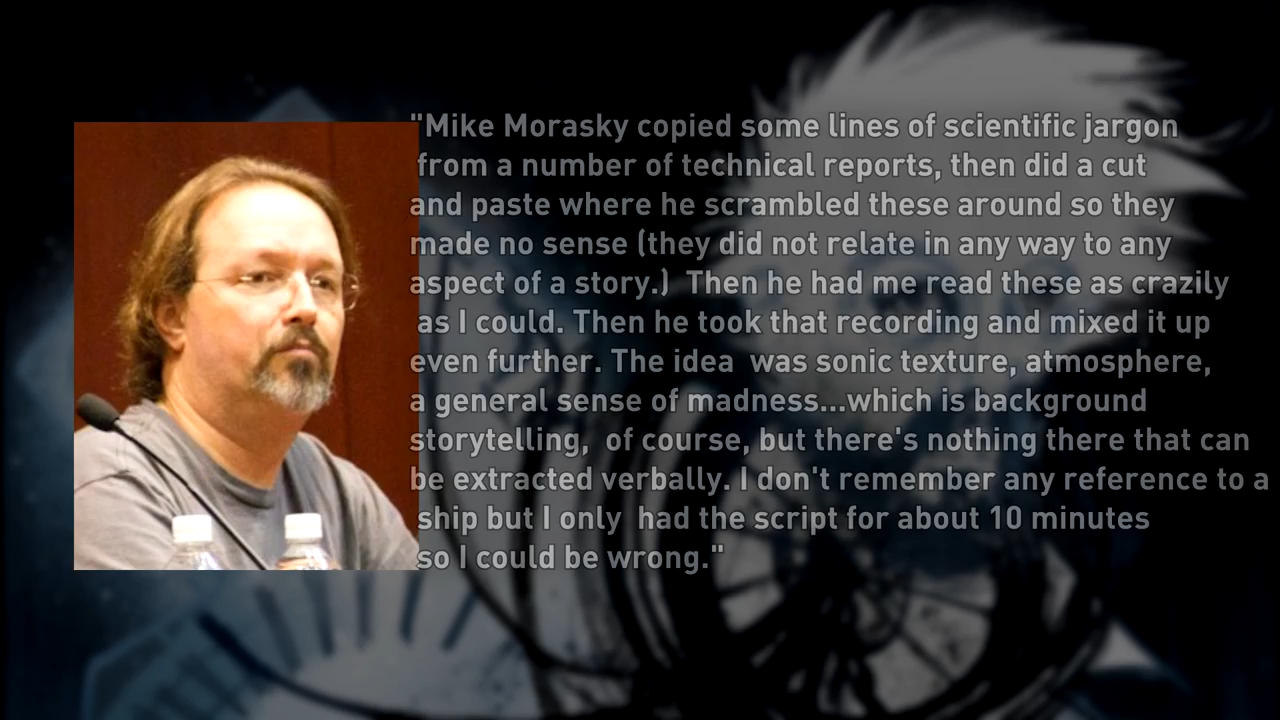 "Mike Morasky copied some lines of scientific jargon
from a number of technical reports, then did a cut
and paste where he scrambled these around so they
made no sense (they did not relate in any way to any
aspect of a story.) Then he had me read these as crazily
as I could. Then he took that recording and mixed it up
even further. The idea was sonic texture, atmosphere,
a general sense of madness...which is background
storytelling, of course, but there's nothing there that can
be extracted verbally. I don't remember any reference to a
ship but I only had the script for about 10 minutes
so I could be wrong."